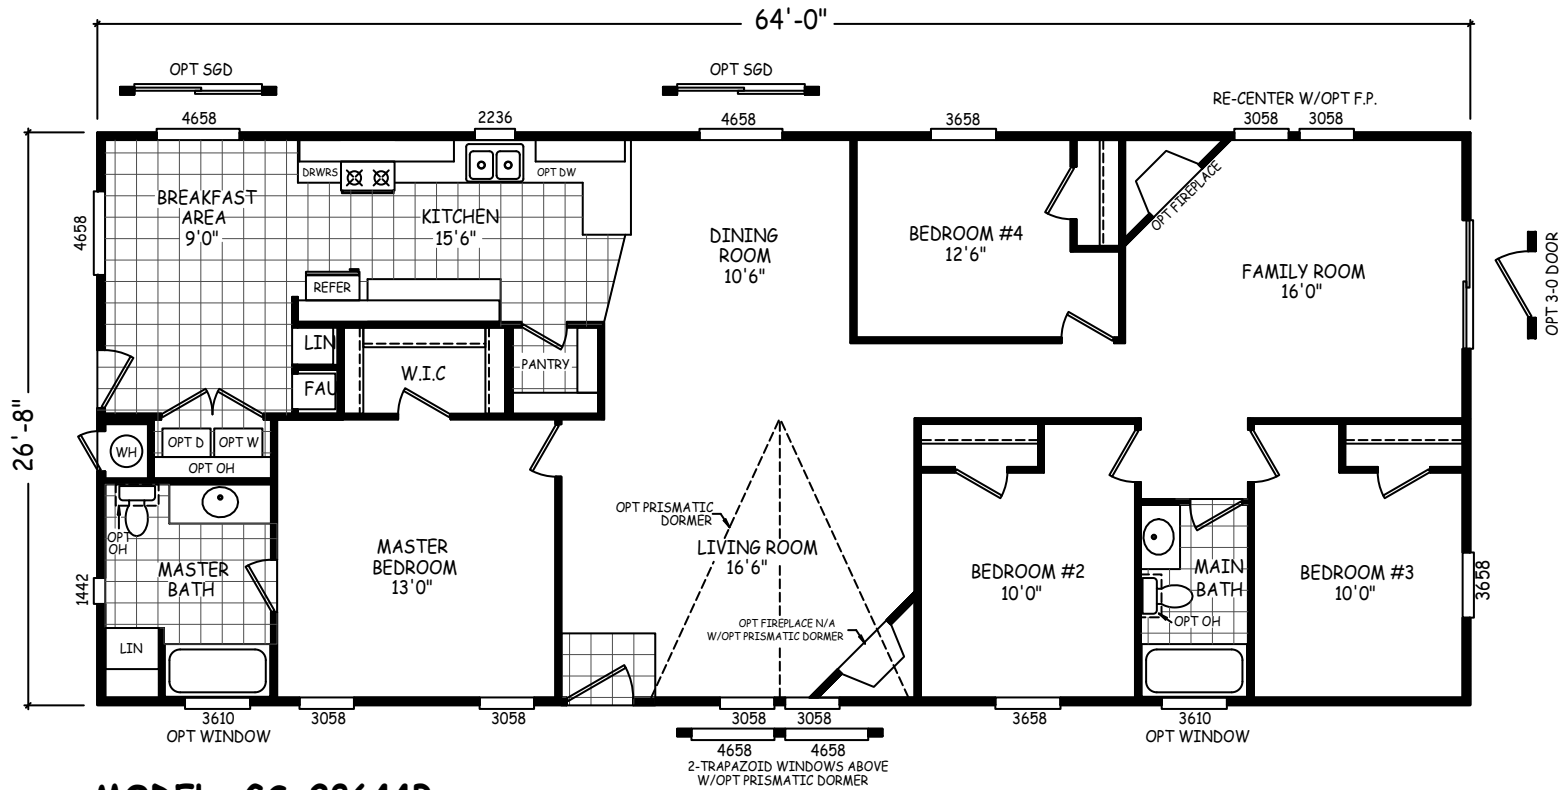 64'-0"
OPT SGD
OPT SGD
RE-CENTER W/OPT F.P.
4658
2236
4658
3658
3058
3058
DRWRS
OPT DW
BREAKFAST
AREA
9'0"
KITCHEN
15'6"
4658
DINING
ROOM
10'6"
BEDROOM #4
12'6"
OPT FIREPLACE
FAMILY ROOM
16'0"
OPT 3-0 DOOR
REFER
LIN
FAU
W.I.C
PANTRY
26'-8"
WH
OPT D
OPT W
OPT OH
OPT
OH
OPT PRISMATIC
DORMER
MASTER
BATH
1442
MASTER
BEDROOM
13'0"
LIVING ROOM
16'6"
BEDROOM #2
10'0"
MAIN
BATH
BEDROOM #3
10'0"
3658
OPT OH
OPT FIREPLACE N/A
W/OPT PRISMATIC DORMER
LIN
3610
OPT WINDOW
3058
3058
3058
3058
3658
3610
OPT WINDOW
4658
4658
2-TRAPAZOID WINDOWS ABOVE
W/OPT PRISMATIC DORMER